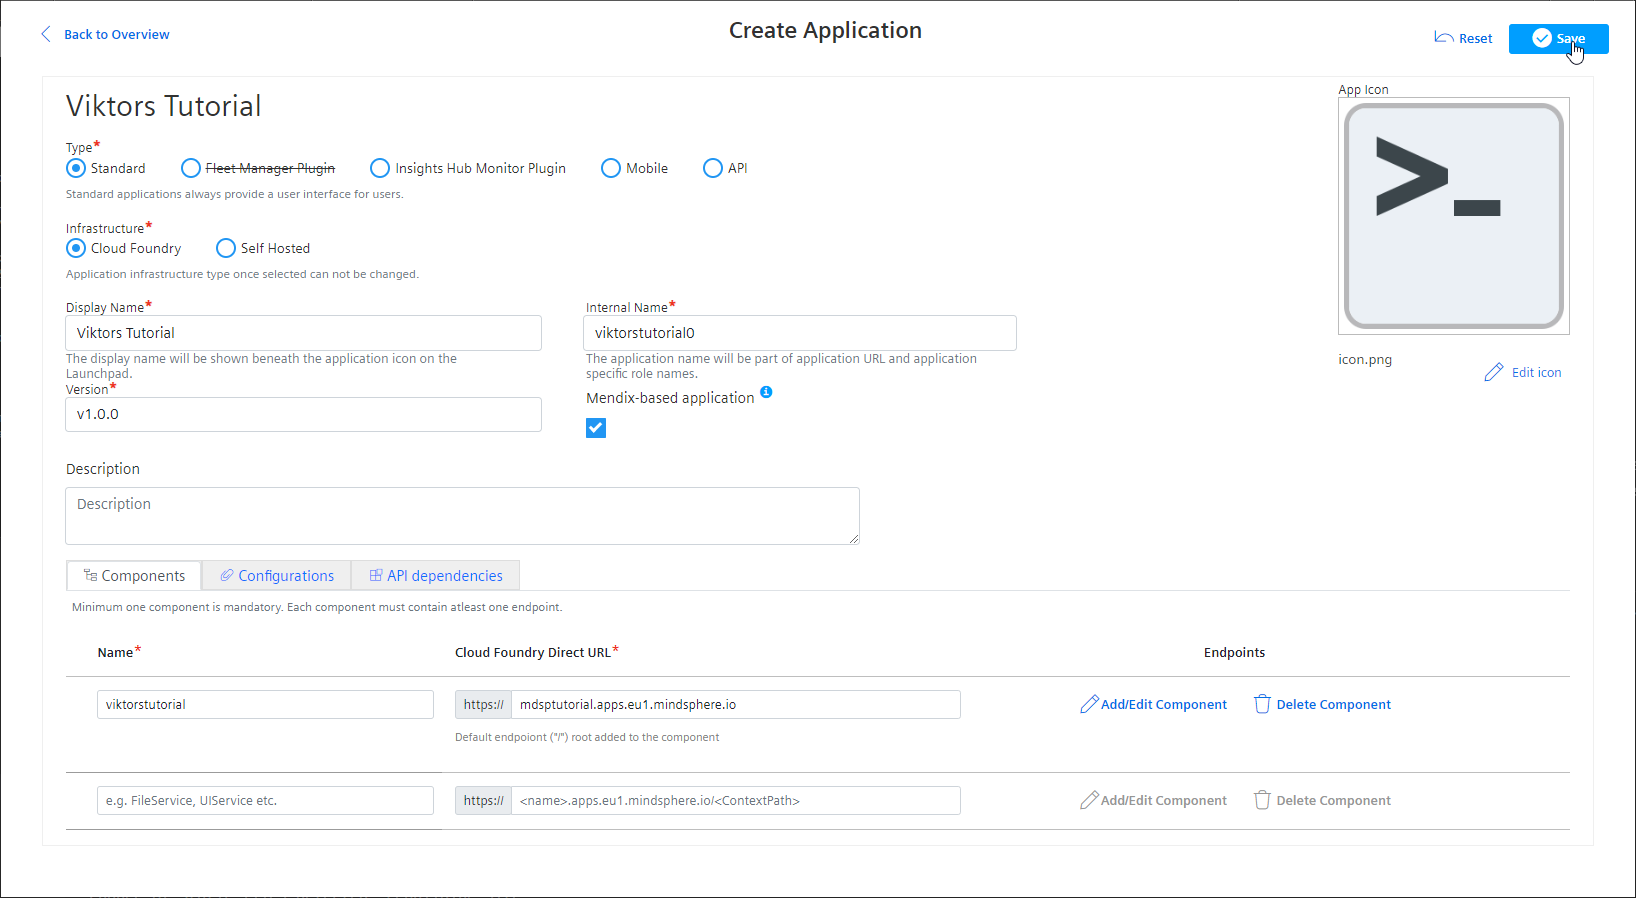 Back to Overview
Create Application
Reset
Save
Viktors Tutorial
App Icon
>_
Type*
Standard
Fleet Manager Plugin
Insights Hub Monitor Plugin
Mobile
API
Standard applications always provide a user interface for users.
Infrastructure*
Cloud Foundry
Self Hosted
Application infrastructure type once selected can not be changed.
Display Name*
Internal Name*
Viktors Tutorial
viktorstutorial0
The display name will be shown beneath the application icon on the
Launchpad.
The application name will be part of application URL and application
specific role names.
icon.png
Edit icon
Version*
v1.0.0
Mendix-based application
Description
Description
Components
Configurations
API dependencies
Minimum one component is mandatory. Each component must contain atleast one endpoint.
Name*
Cloud Foundry Direct URL*
Endpoints
viktorstutorial
https://
mdsptutorial.apps.eu1.mindsphere.io
Add/Edit Component
Delete Component
Default endpoiont ("/") root added to the component
e.g. FileService, UIService etc.
https://
<name>.apps.eu1.mindsphere.io/<ContextPath>
Add/Edit Component
Delete Component